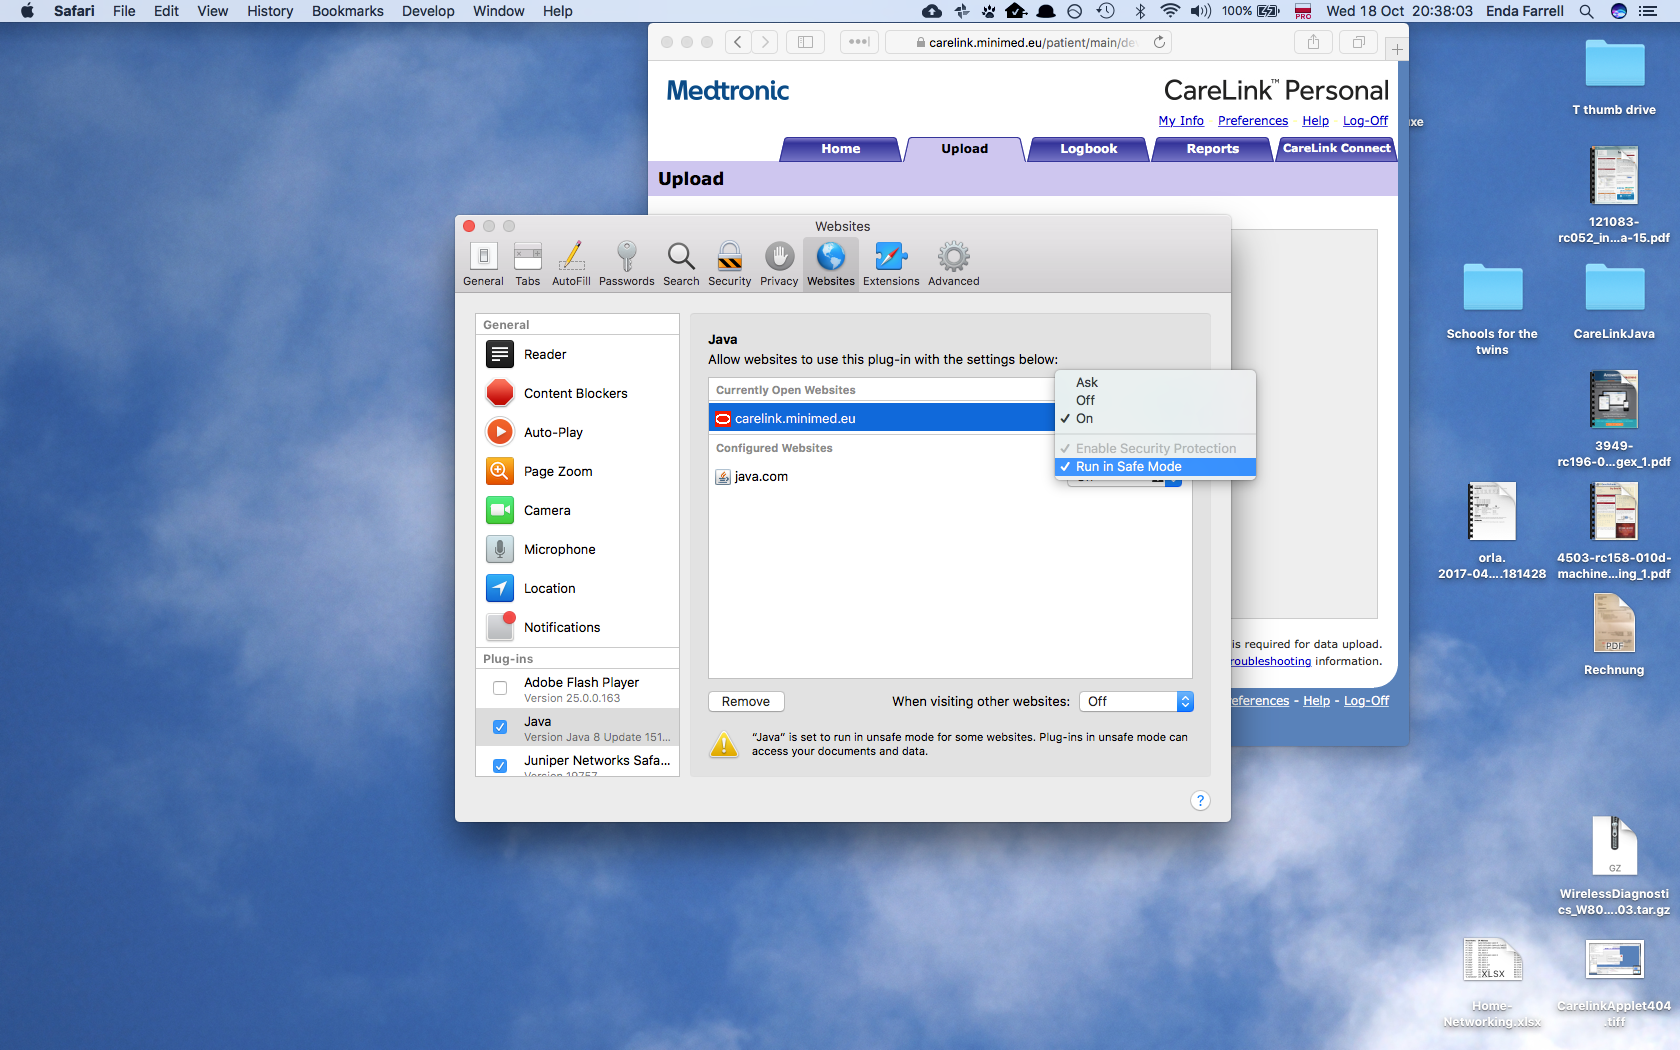 Safari File Edit View History Bookmarks Develop Window Help
100% PRO Wed 18 Oct 20:38:03 Enda Farrell
carelink.minimed.eu/patient/main/de
Medtronic
CareLink™ Personal
My Info Preferences Help Log-Off
Home Upload Logbook Reports CareLink Connect
Upload
Websites
General Tabs AutoFill Passwords Search Security Privacy Websites Extensions Advanced
General
Reader
Content Blockers
Auto-Play
Page Zoom
Camera
Microphone
Location
Notifications
Plug-ins
Adobe Flash Player
Version 25.0.0.163
Java
Version Java 8 Update 151...
Juniper Networks Safa...
Version 19757
Java
Allow websites to use this plug-in with the settings below:
Currently Open Websites
carelink.minimed.eu
Configured Websites
java.com
Ask
Off
On
Enable Security Protection
Run in Safe Mode
Remove
When visiting other websites: Off
"Java" is set to run in unsafe mode for some websites. Plug-ins in unsafe mode can
access your documents and data.
?
is required for data upload.
roubleshooting information.
eferences - Help - Log-Off
xe
T thumb drive
121083-
rc052_in...a-15.pdf
Schools for the
twins
CareLinkJava
3949-
rc196-0...gex_1.pdf
orla.
2017-04....181428
4503-rc158-010d-
machine...ing_1.pdf
PDF
Rechnung
GZ
WirelessDiagnosti
cs_W80....03.tar.gz
XLSX
Home-
Networking.xlsx
CarelinkApplet404
.tiff